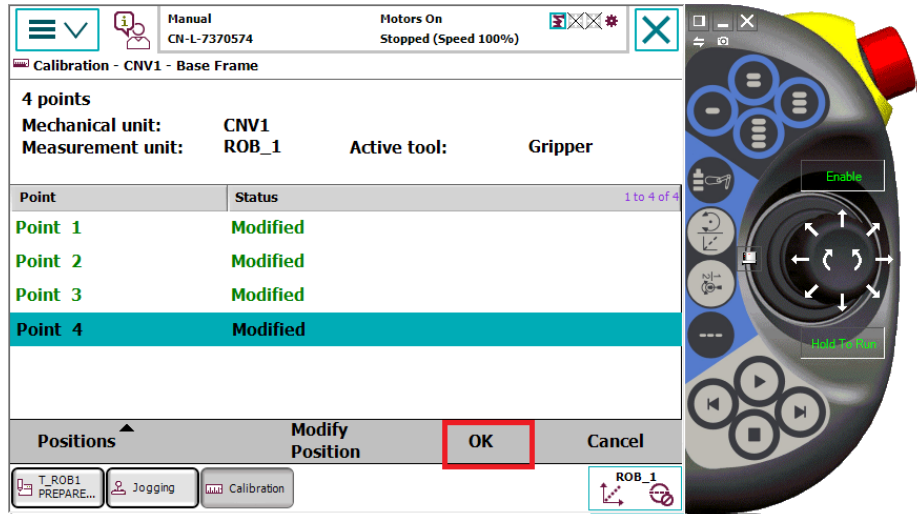 Manual
CN-L-7370574
Motors On
Stopped (Speed 100%)
Calibration - CNV1 - Base Frame
4 points
Mechanical unit: CNV1
Measurement unit: ROB_1 Active tool: Gripper
Point Status 1 to 4 of 4
Point 1 Modified
Point 2 Modified
Point 3 Modified
Point 4 Modified
Positions Modify Position OK Cancel
T_ROB1
PREPARE...
Jogging
Calibration
ROB_1
Enable
Hold To Run